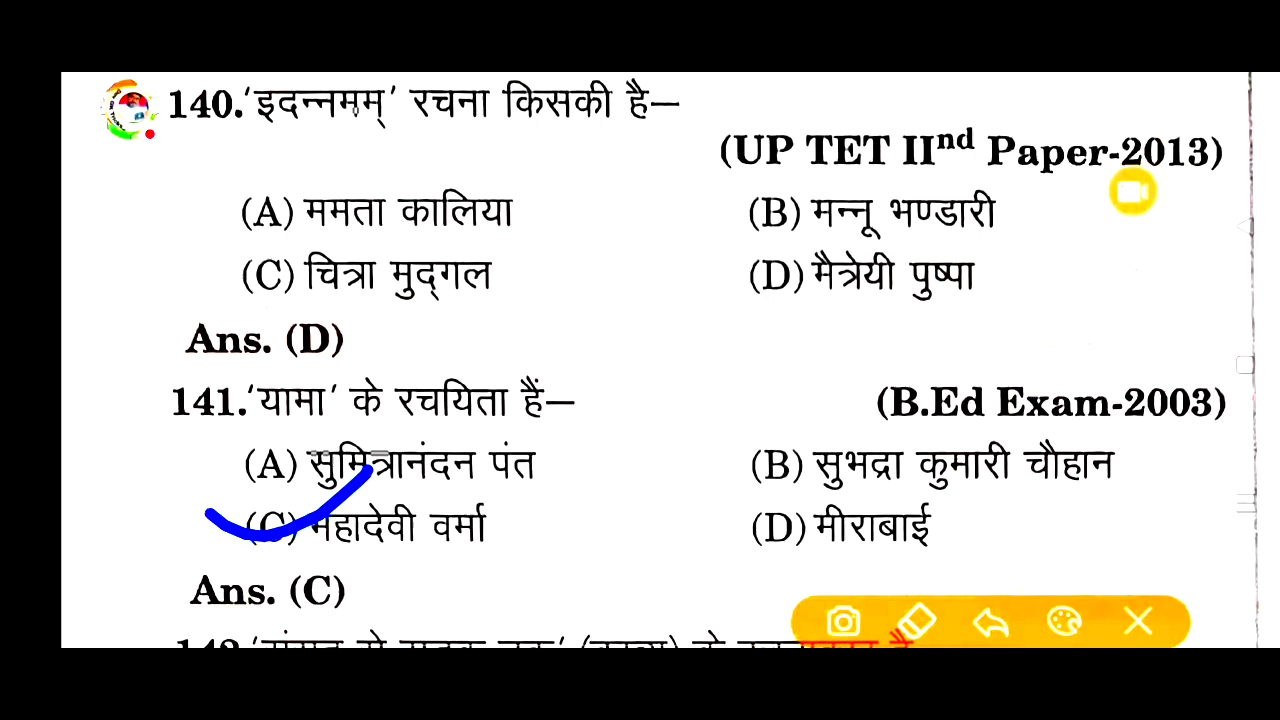 140.'इदन्नमम्' रचना किसकी है–
(UP TET IInd Paper-2013)
(A) ममता कालिया (B) मन्नू भण्डारी
(C) चित्रा मुद्गल (D) मैत्रेयी पुष्पा
Ans. (D)
141.'यामा' के रचयिता हैं– (B.Ed Exam-2003)
(A) सुमित्रानंदन पंत (B) सुभद्रा कुमारी चौहान
(C) महादेवी वर्मा (D) मीराबाई
Ans. (C)